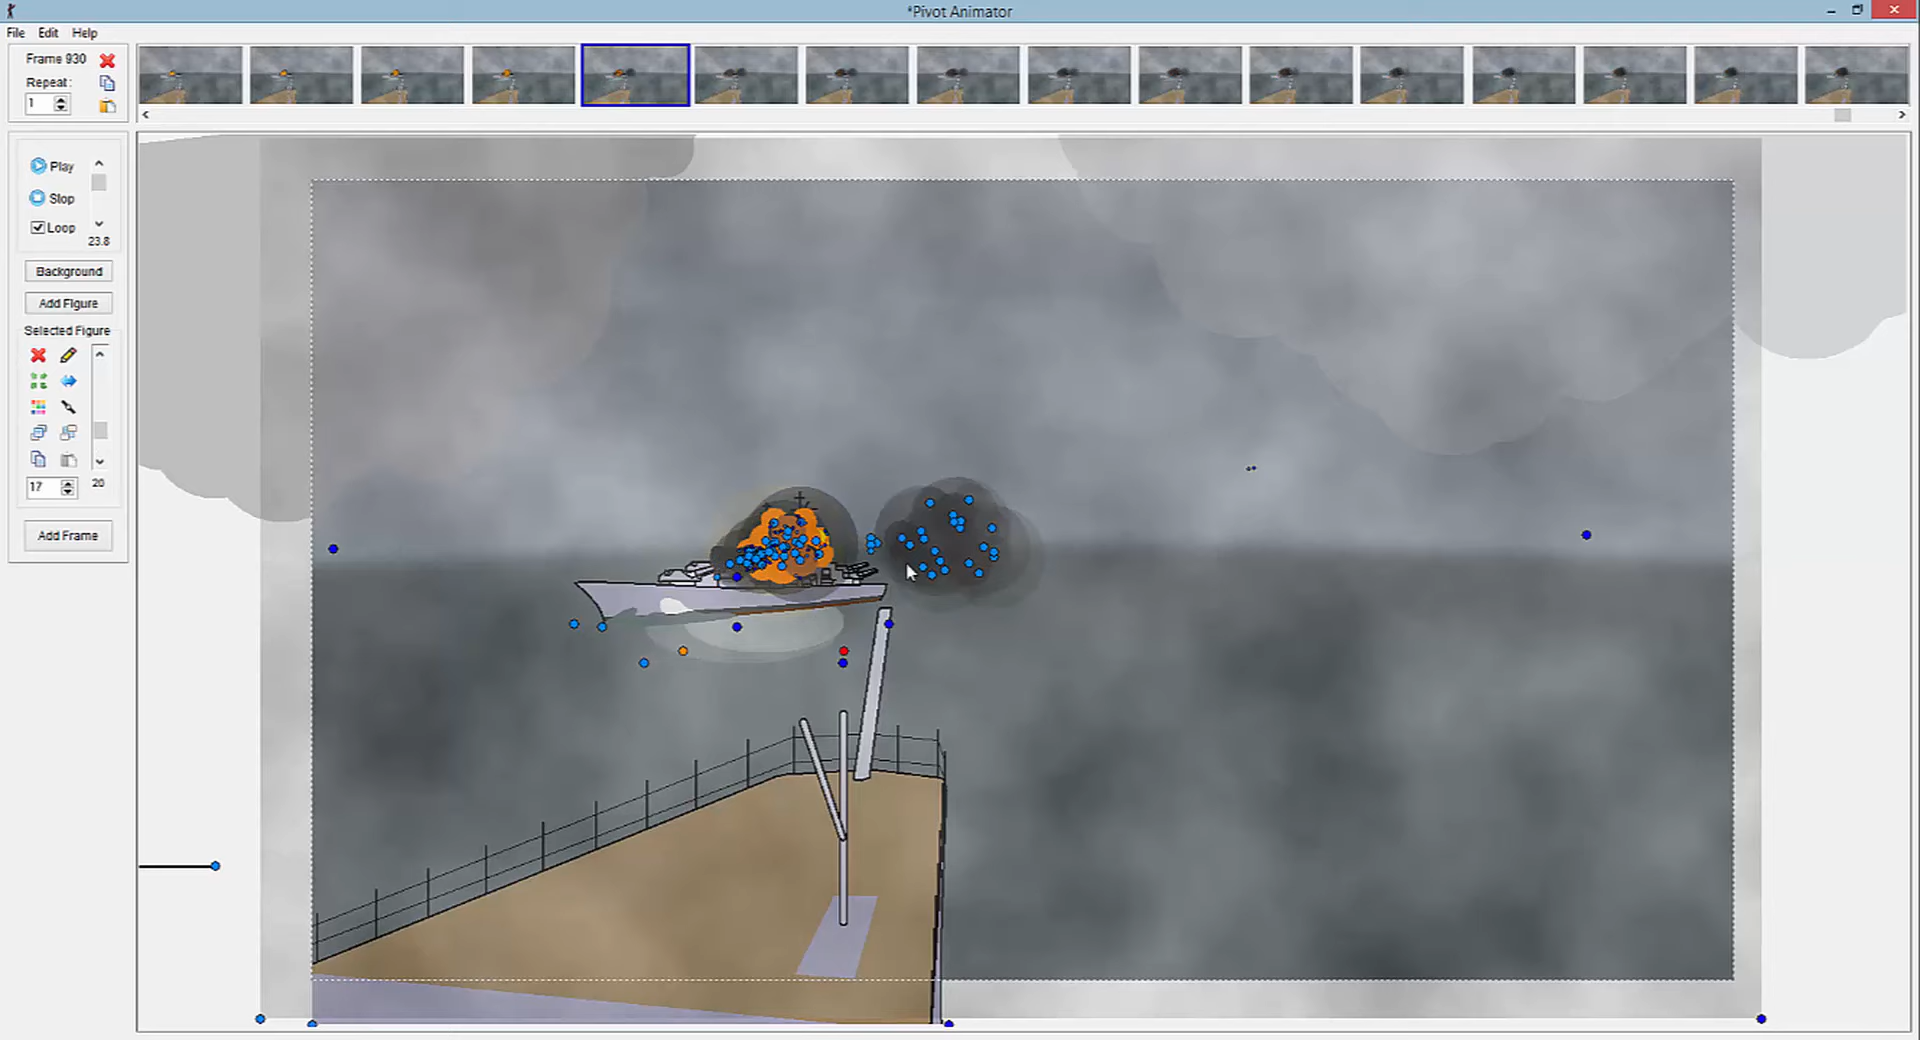 *Pivot Animator
File Edit Help
Frame 930
Repeat:
1
Play
Stop
Loop
23.8
Background
Add Figure
Selected Figure
17
20
Add Frame